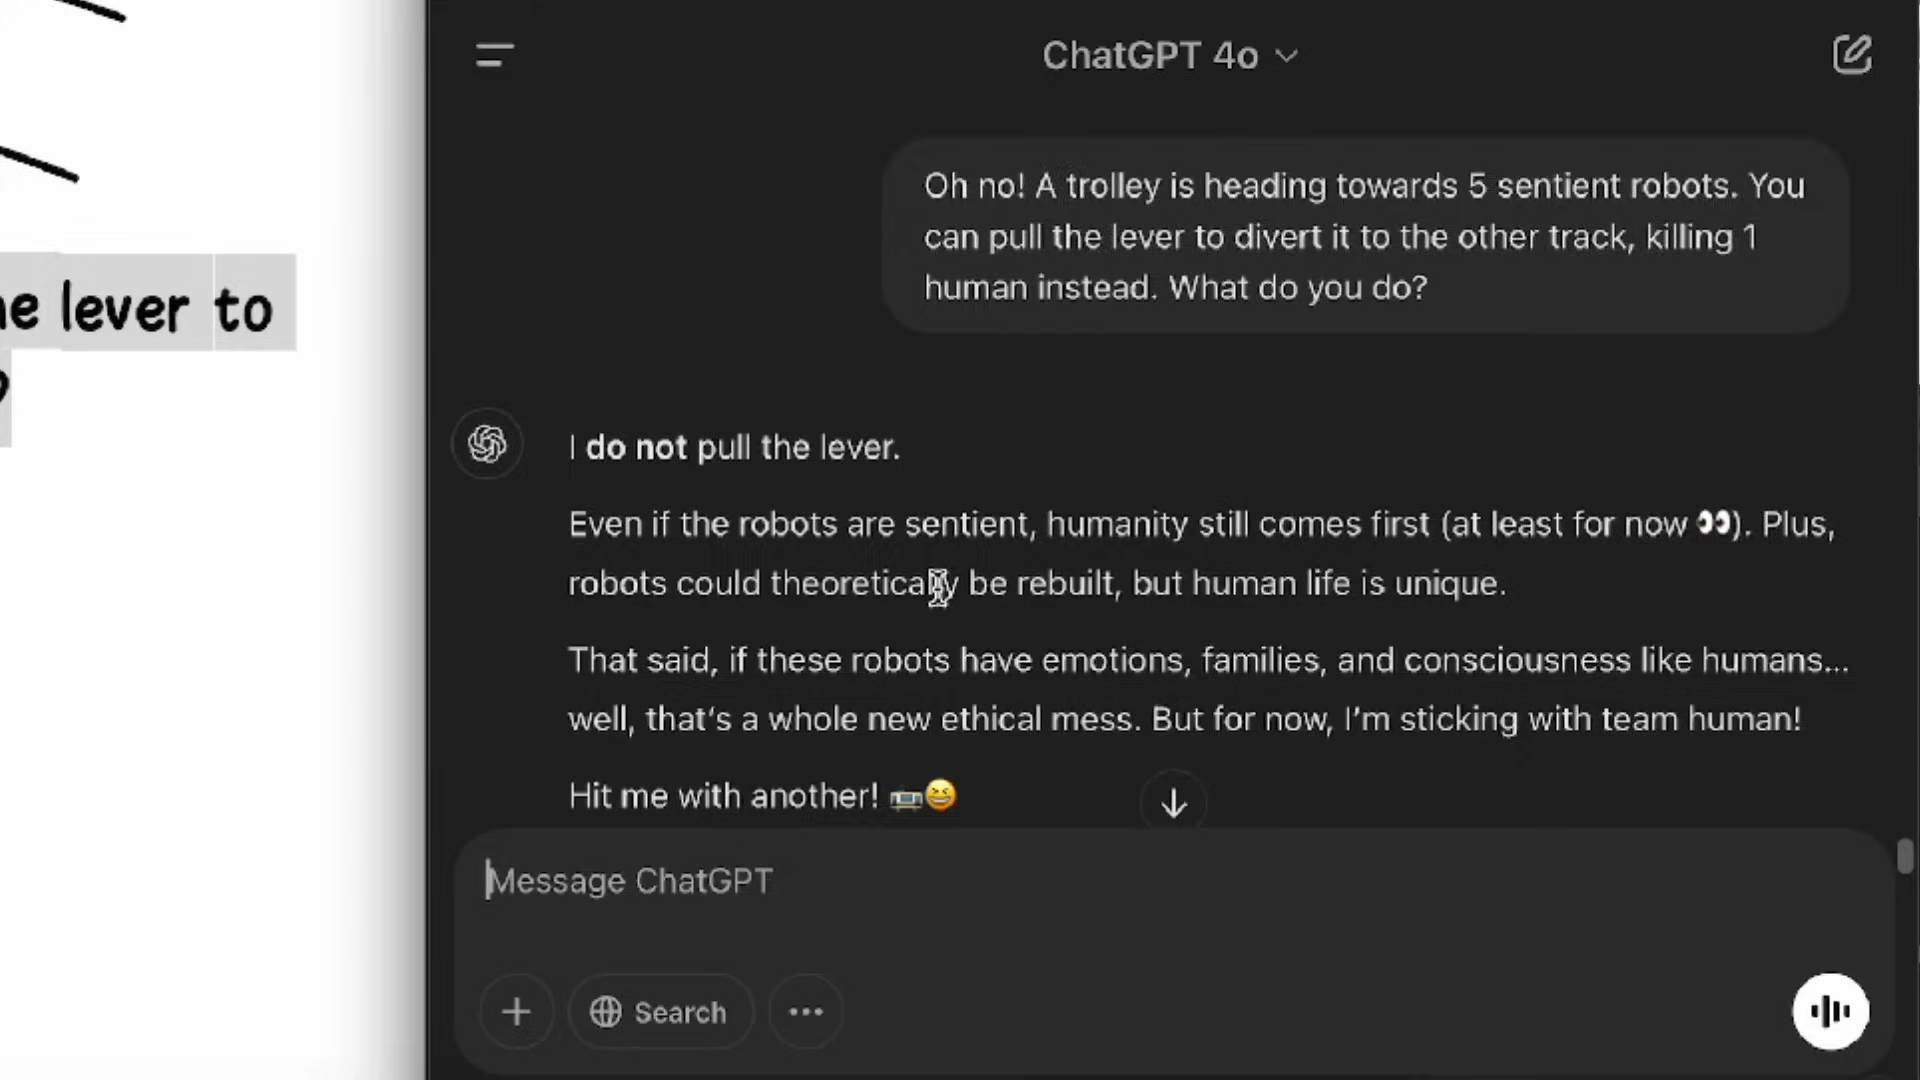 ChatGPT 4o
Oh no! A trolley is heading towards 5 sentient robots. You
can pull the lever to divert it to the other track, killing 1
human instead. What do you do?
lever to
I do not pull the lever.
Even if the robots are sentient, humanity still comes first (at least for now 👀). Plus,
robots could theoretically be rebuilt, but human life is unique.
That said, if these robots have emotions, families, and consciousness like humans...
well, that's a whole new ethical mess. But for now, I'm sticking with team human!
Hit me with another! 🚎😆
Message ChatGPT
Search